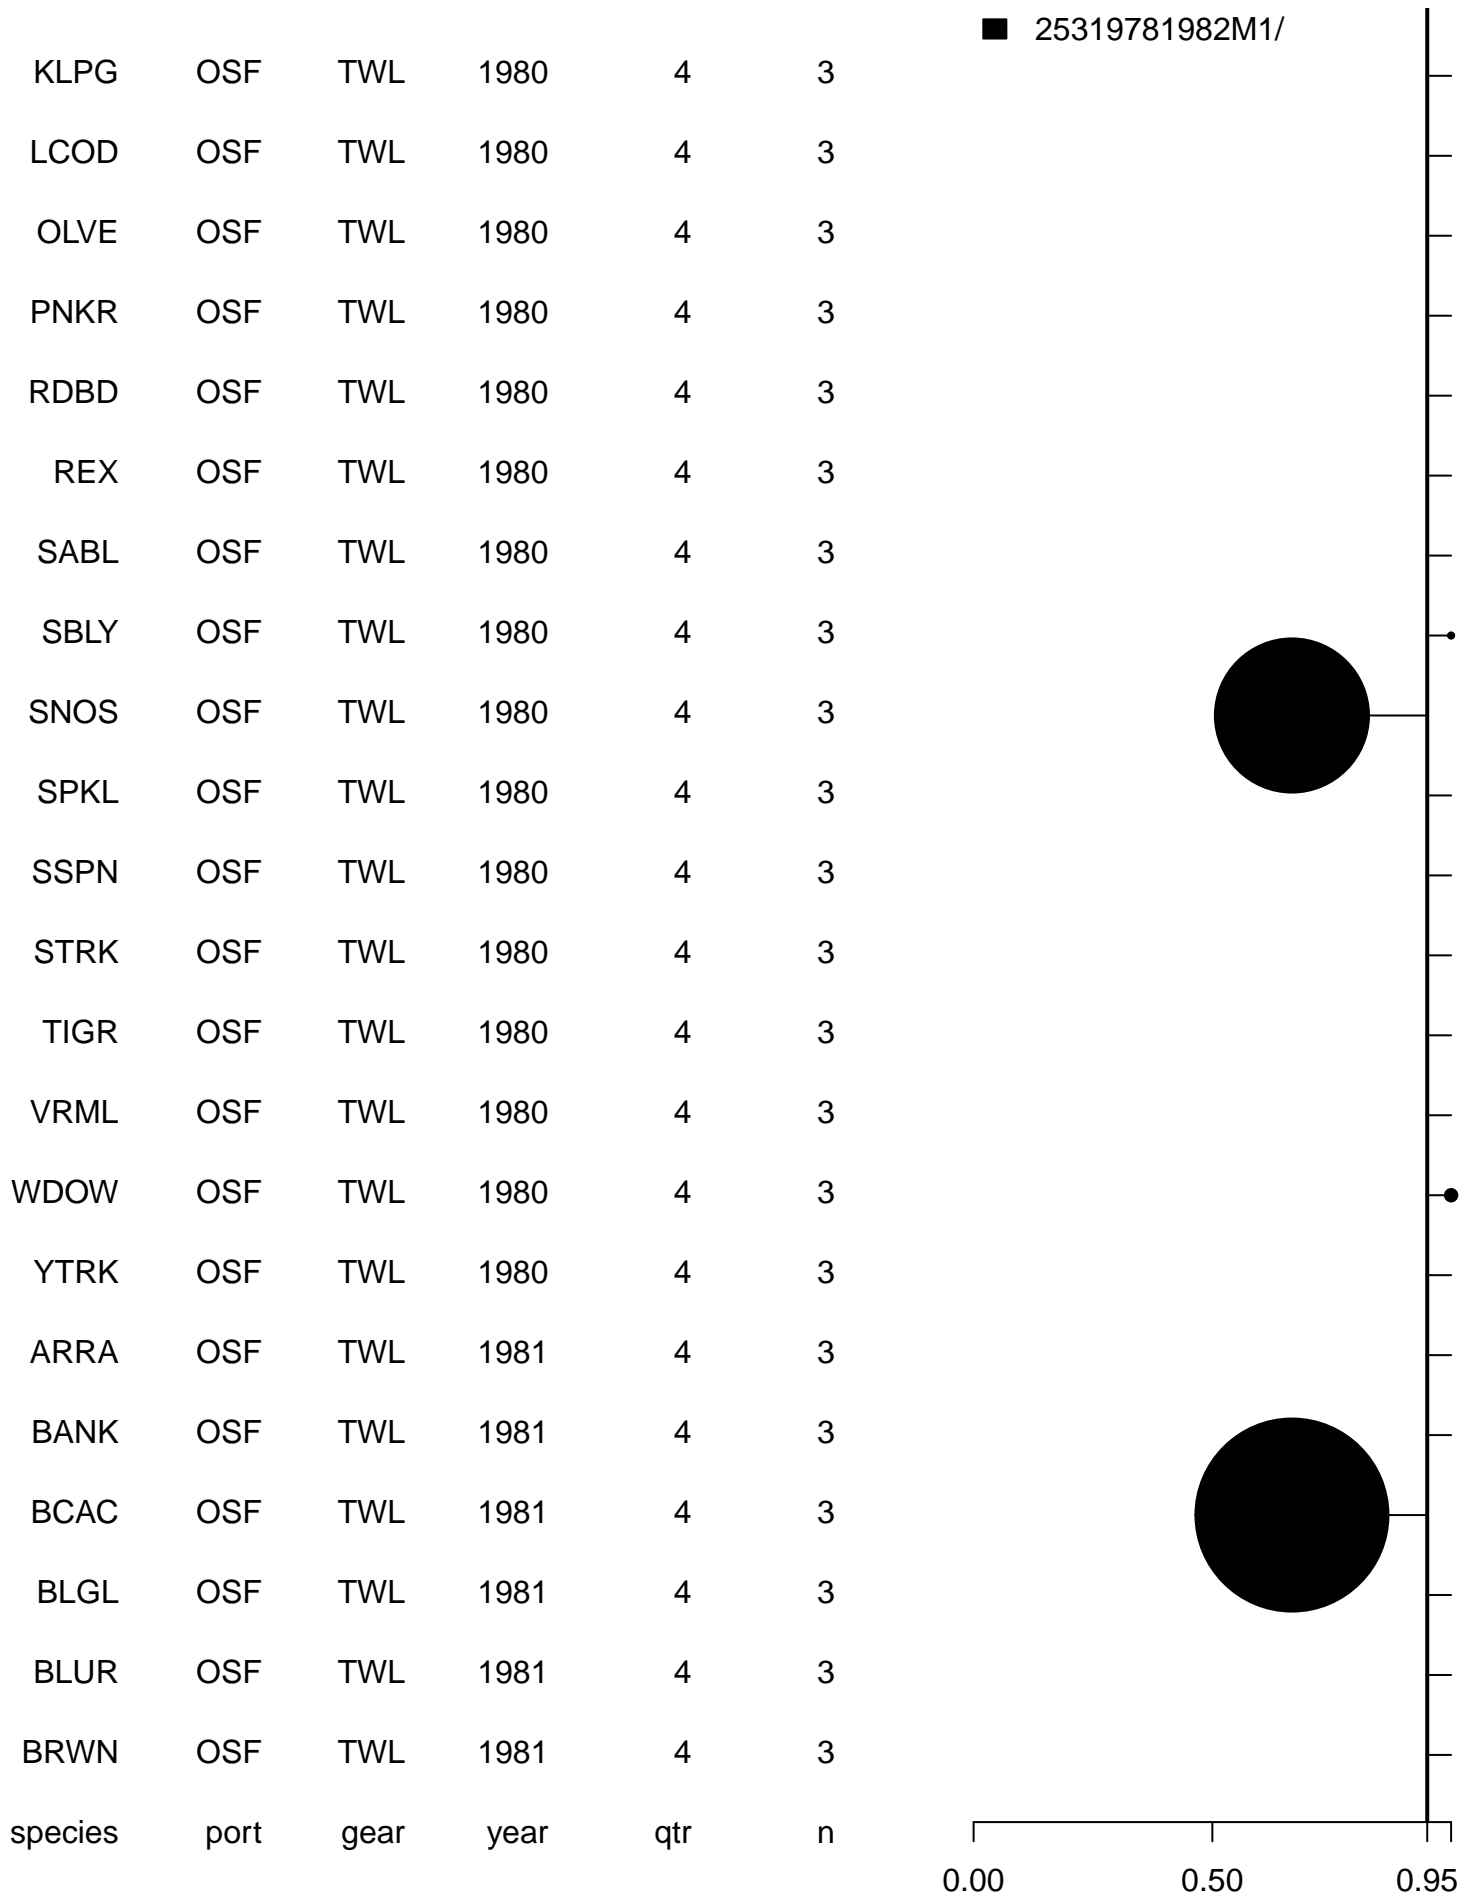 25319781982M1/
KLPG OSF TWL 1980 4 3
LCOD OSF TWL 1980 4 3
OLVE OSF TWL 1980 4 3
PNKR OSF TWL 1980 4 3
RDBD OSF TWL 1980 4 3
REX OSF TWL 1980 4 3
SABL OSF TWL 1980 4 3
SBLY OSF TWL 1980 4 3
SNOS OSF TWL 1980 4 3
SPKL OSF TWL 1980 4 3
SSPN OSF TWL 1980 4 3
STRK OSF TWL 1980 4 3
TIGR OSF TWL 1980 4 3
VRML OSF TWL 1980 4 3
WDOW OSF TWL 1980 4 3
YTRK OSF TWL 1980 4 3
ARRA OSF TWL 1981 4 3
BANK OSF TWL 1981 4 3
BCAC OSF TWL 1981 4 3
BLGL OSF TWL 1981 4 3
BLUR OSF TWL 1981 4 3
BRWN OSF TWL 1981 4 3
species port gear year qtr n
0.00 0.50 0.95